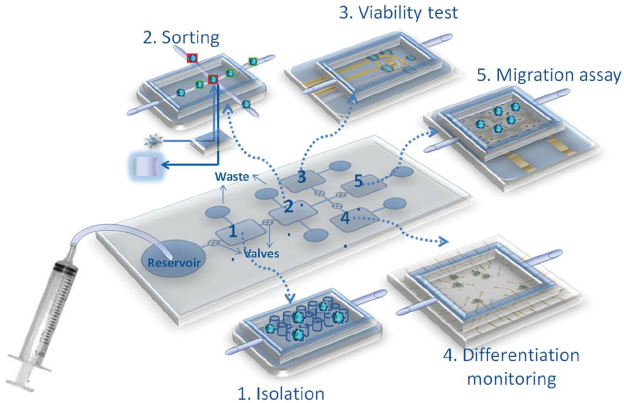 3. Viability test
2. Sorting
5. Migration assay
Waste
3
5
2
1
4
Valves
Reservoir
4. Differentiation
monitoring
1. Isolation